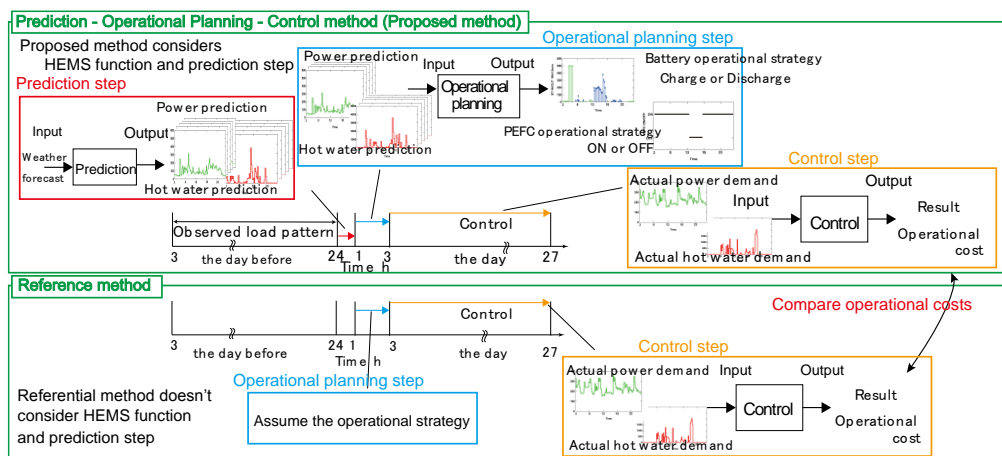 Prediction - Operational Planning - Control method (Proposed method)
Proposed method considers
HEMS function and prediction step
Prediction step
Power prediction
Input
Output
Weather
forecast
Prediction
Hot water prediction
Operational planning step
Power prediction
Input
Output
Operational
planning
Hot water prediction
Battery operational strategy
Charge or Discharge
PEFC operational strategy
ON or OFF
Time
Time
Control step
Actual power demand
Input
Output
Control
Result
Operational
cost
Actual hot water demand
Observed load pattern
Control
3
the day before
24
1
3
the day
27
Time h
Reference method
Compare operational costs
Control
3
the day before
24
1
3
the day
27
Time h
Operational planning step
Assume the operational strategy
Referential method doesn't
consider HEMS function
and prediction step
Control step
Actual power demand
Input
Output
Control
Result
Operational
cost
Actual hot water demand